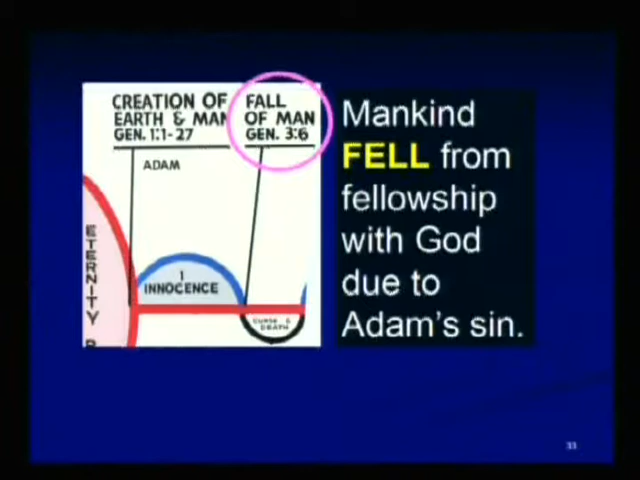 CREATION OF
EARTH & MAN
GEN. 1:1-27
FALL
OF MAN
GEN. 3:6
ADAM
ETERNITY
1
INNOCENCE
CURSE &
DEATH
Mankind
FELL from
fellowship
with God
due to
Adam's sin.
33